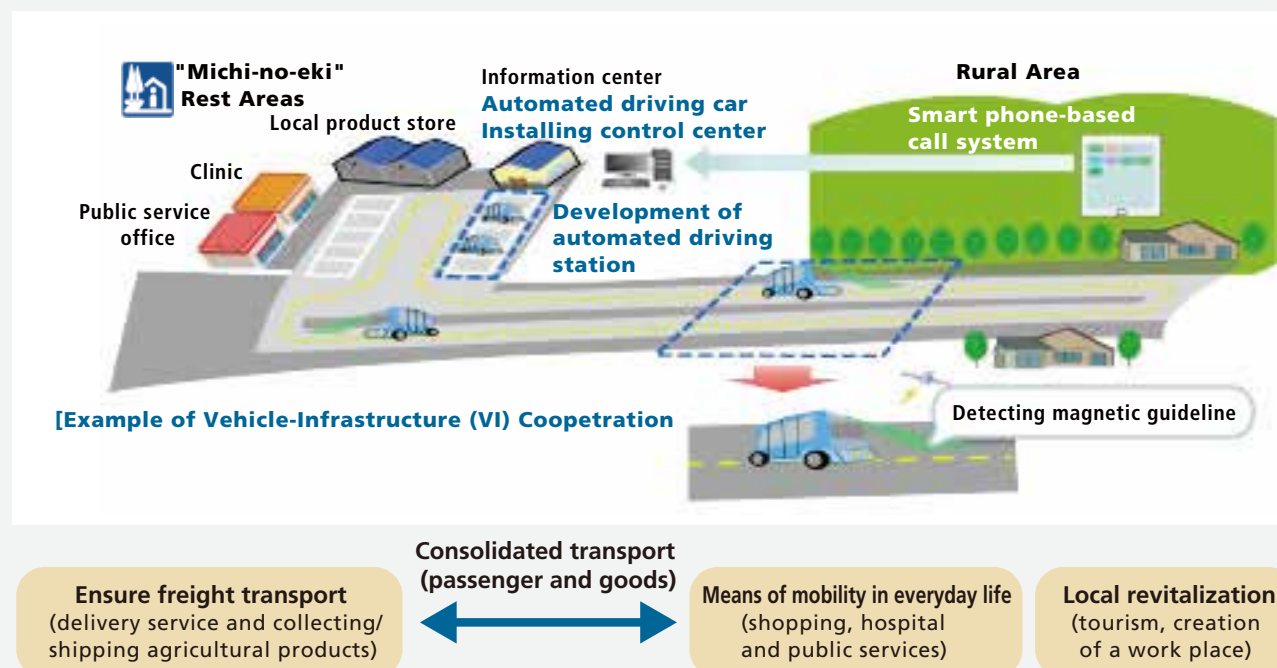 "Michi-no-eki"
Rest Areas
Local product store
Clinic
Public service
office
Information center
Automated driving car
Installing control center
Development of
automated driving
station
Rural Area
Smart phone-based
call system
[Example of Vehicle-Infrastructure (VI) Coopetration
Detecting magnetic guideline
Consolidated transport
(passenger and goods)
Ensure freight transport
(delivery service and collecting/
shipping agricultural products)
Means of mobility in everyday life
(shopping, hospital
and public services)
Local revitalization
(tourism, creation
of a work place)